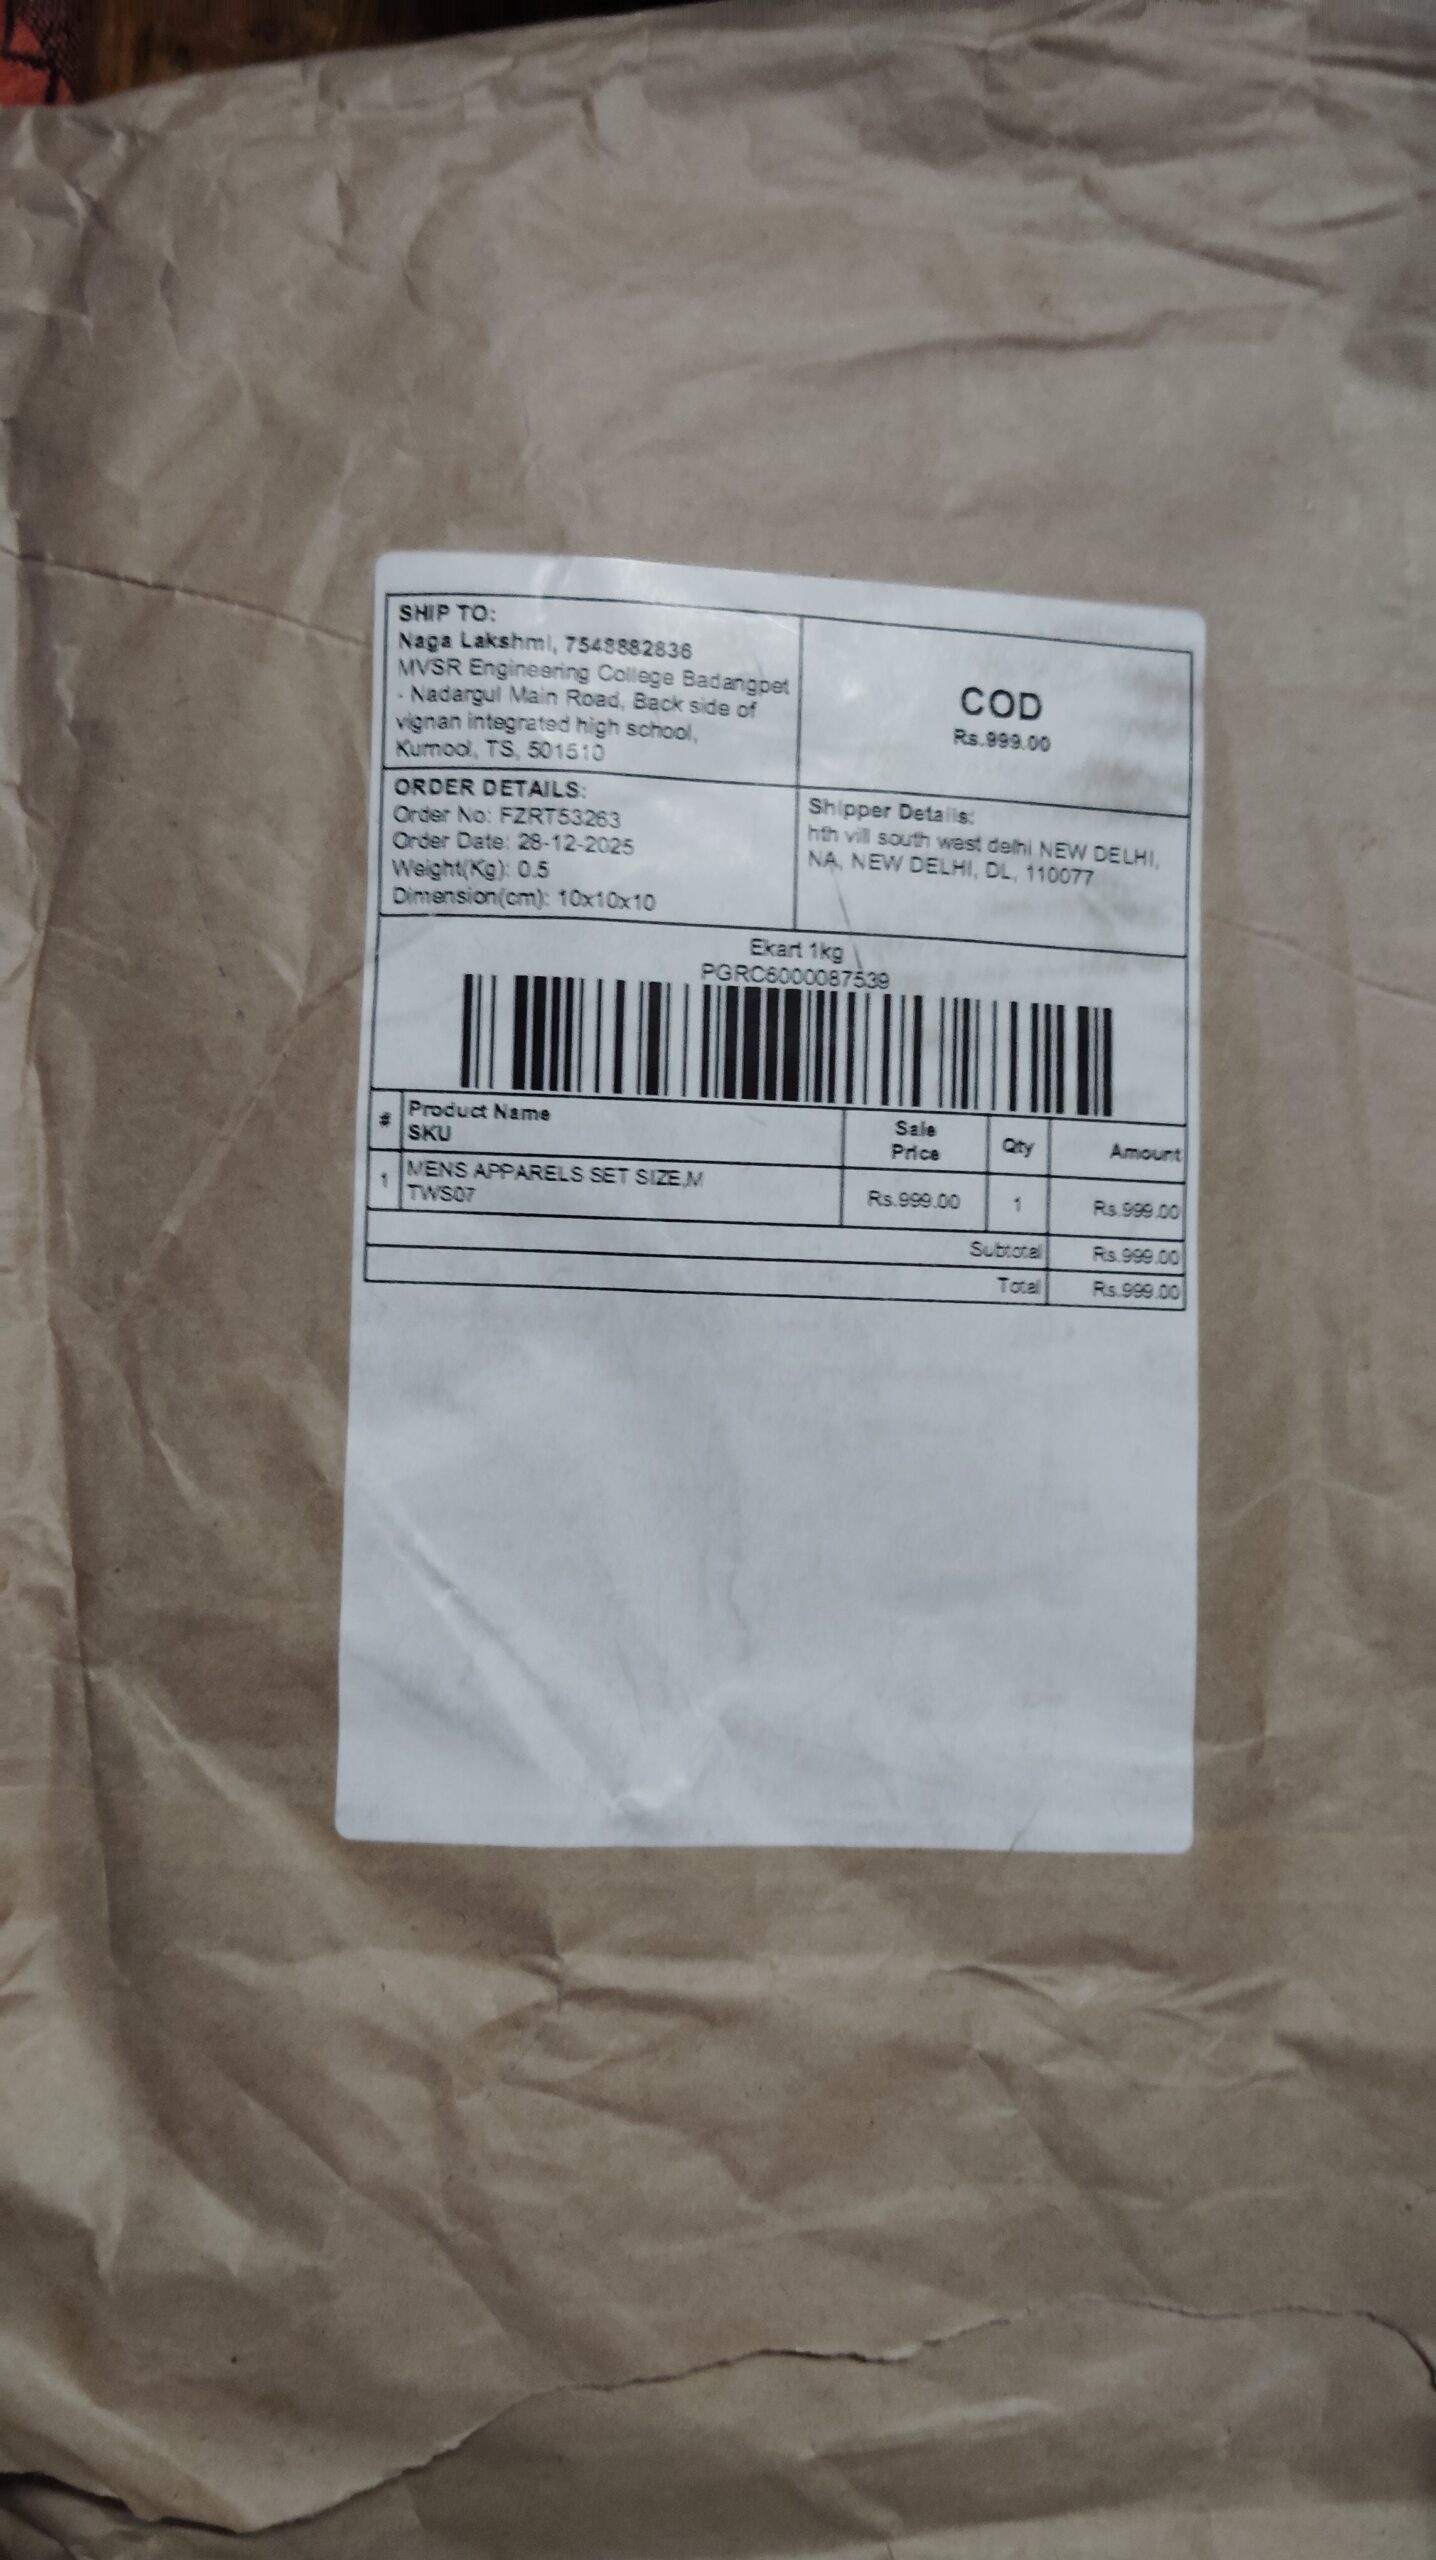 SHIP TO:
Naga Lakshmi, 7548882836
MVSR Engineering College Badangpet
- Nadargul Main Road, Back side of
vignan integrated high school,
Kurnool, TS, 501510
COD
Rs.999.00
ORDER DETAILS:
Order No: FZRT53263
Order Date: 28-12-2025
Weight(Kg): 0.5
Dimension(cm): 10x10x10
Shipper Details:
hth vill south west delhi NEW DELHI,
NA, NEW DELHI, DL, 110077
Ekart 1kg
PGRC6000087539
# Product Name Sale Qty Amount
SKU Price
1 MENS APPARELS SET SIZE,M Rs.999.00 1 Rs.999.00
TWS07
Subtotal Rs.999.00
Total Rs.999.00